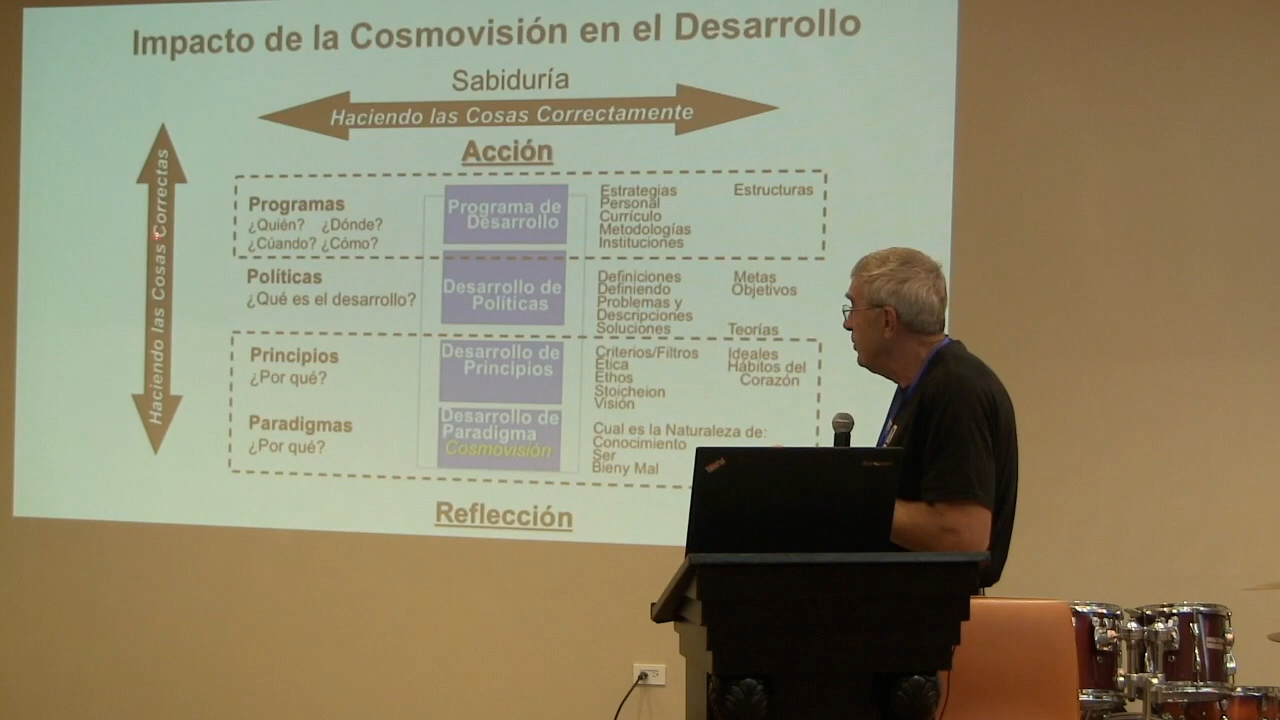 Impacto de la Cosmovisión en el Desarrollo
Sabiduría
Haciendo las Cosas Correctamente
Haciendo las Cosas Correctas
Acción
Programas
¿Quién? ¿Dónde?
¿Cúando? ¿Cómo?
Programa de
Desarrollo
Estrategias
Personal
Currículo
Metodologías
Instituciones
Estructuras
Políticas
¿Qué es el desarrollo?
Desarrollo de
Políticas
Definiciones
Definiendo
Problemas y
Descripciones
Soluciones
Metas
Objetivos
Teorías
Principios
¿Por qué?
Desarrollo de
Principios
Criterios/Filtros
Ética
Ethos
Stoicheion
Visión
Ideales
Hábitos del
Corazón
Paradigmas
¿Por qué?
Desarrollo de
Paradigma
Cosmovisión
Cual es la Naturaleza de:
Conocimiento
Ser
Bieny Mal
Reflección
ThinkPad